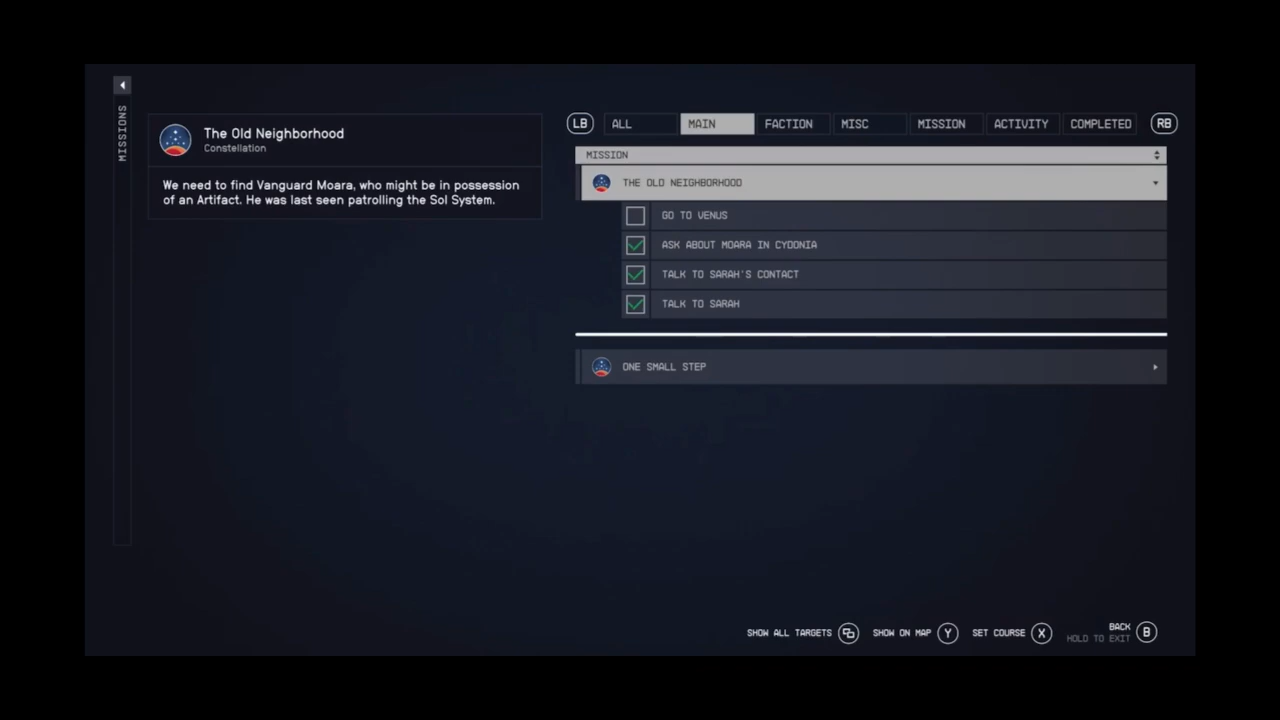 MISSIONS
The Old Neighborhood
Constellation
We need to find Vanguard Moara, who might be in possession
of an Artifact. He was last seen patrolling the Sol System.
LB ALL MAIN FACTION MISC MISSION ACTIVITY COMPLETED RB
MISSION
THE OLD NEIGHBORHOOD
GO TO VENUS
ASK ABOUT MOARA IN CYDONIA
TALK TO SARAH'S CONTACT
TALK TO SARAH
ONE SMALL STEP
SHOW ALL TARGETS SHOW ON MAP Y SET COURSE X BACK B
HOLD TO EXIT